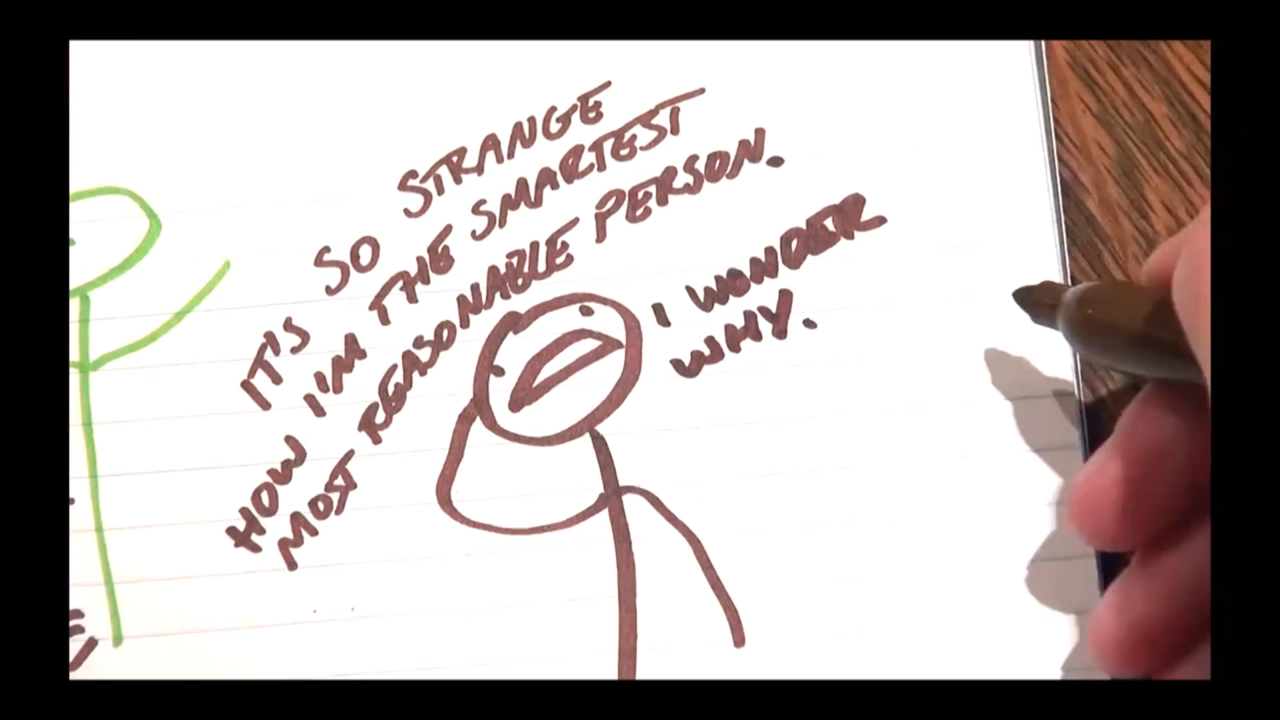 IT'S SO STRANGE
HOW I'M THE SMARTEST
MOST REASONABLE PERSON.
I WONDER
WHY.